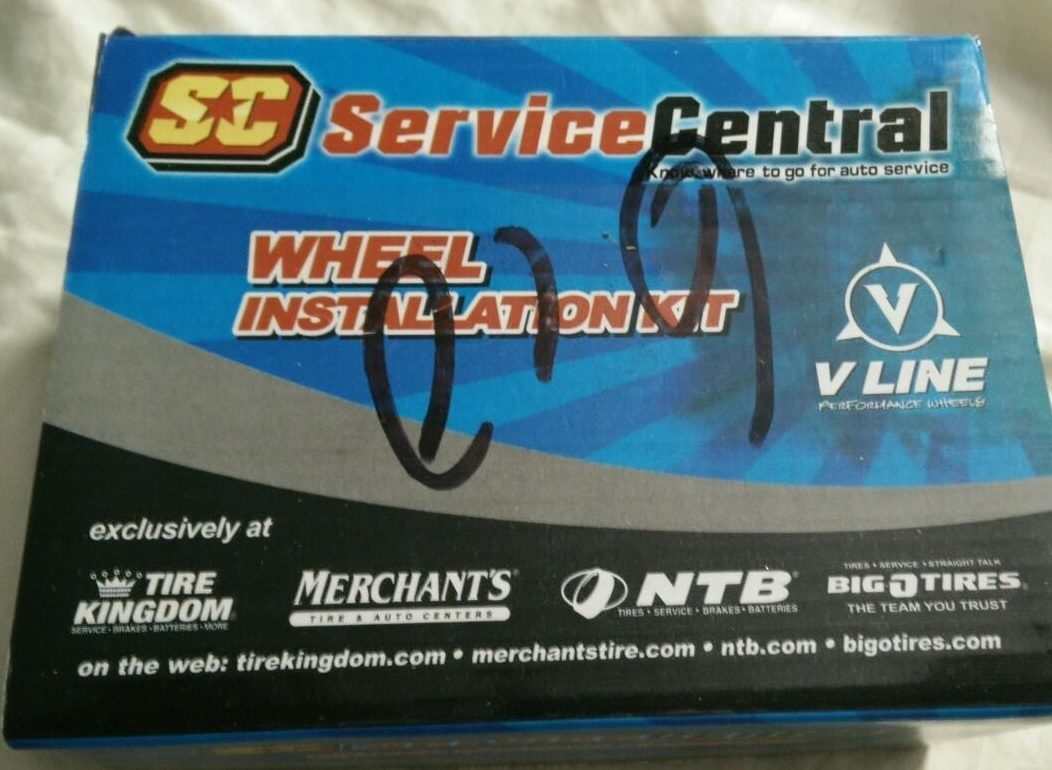 SC ServiceCentral
Know where to go for auto service
WHEEL
INSTALLATION KIT
V
V LINE
PERFORMANCE WHEELS
exclusively at
TIRE
KINGDOM
SERVICE • BRAKES • BATTERIES • MORE
MERCHANT'S
TIRE & AUTO CENTERS
NTB
TIRES • SERVICE • BRAKES • BATTERIES
TIRES • SERVICE • STRAIGHT TALK
BIG O TIRES
THE TEAM YOU TRUST
on the web: tirekingdom.com • merchantstire.com • ntb.com • bigotires.com